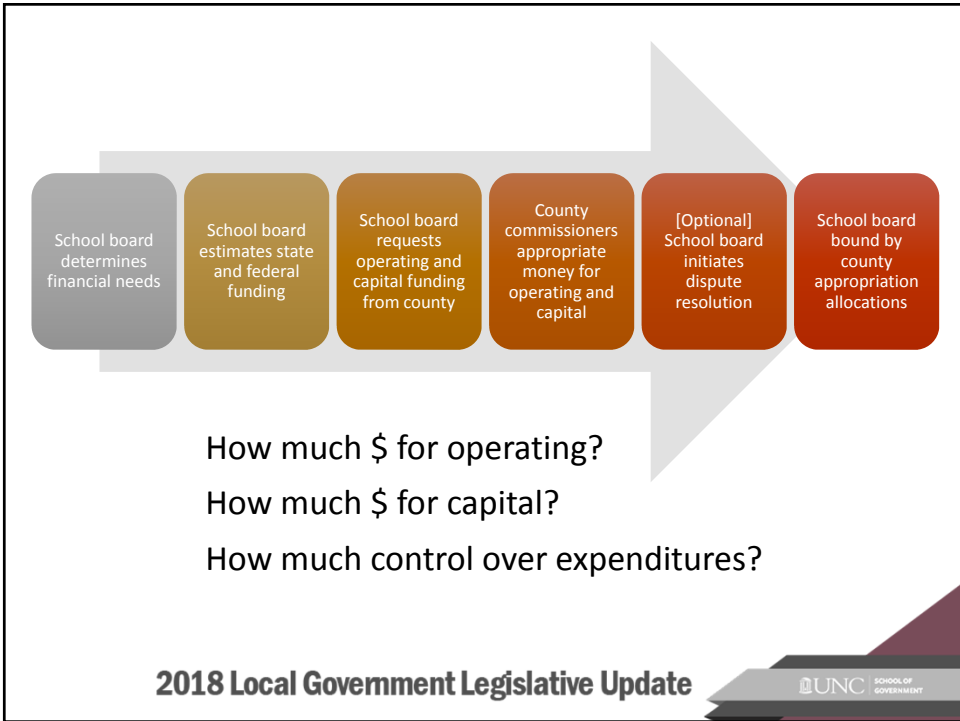 School board
determines
financial needs
School board
estimates state
and federal
funding
School board
requests
operating and
capital funding
from county
County
commissioners
appropriate
money for
operating and
capital
[Optional]
School board
initiates
dispute
resolution
School board
bound by
county
appropriation
allocations
How much $ for operating?
How much $ for capital?
How much control over expenditures?
2018 Local Government Legislative Update
UNC SCHOOL OF
GOVERNMENT